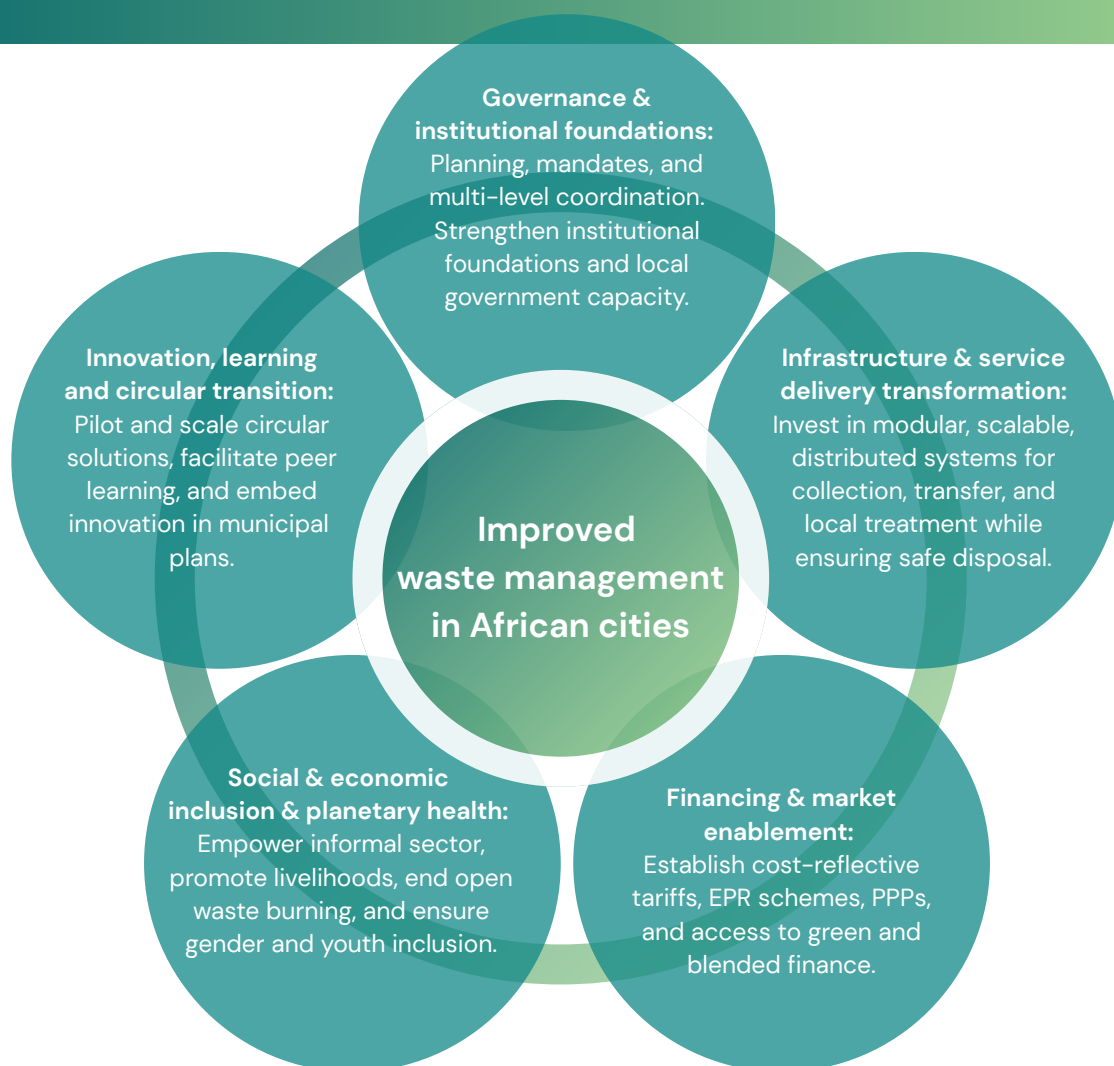 Governance &
institutional foundations:
Planning, mandates, and
multi-level coordination.
Strengthen institutional
foundations and local
government capacity.
Innovation, learning
and circular transition:
Pilot and scale circular
solutions, facilitate peer
learning, and embed
innovation in municipal
plans.
Infrastructure & service
delivery transformation:
Invest in modular, scalable,
distributed systems for
collection, transfer, and
local treatment while
ensuring safe disposal.
Improved
waste management
in African cities
Social & economic
inclusion & planetary health:
Empower informal sector,
promote livelihoods, end open
waste burning, and ensure
gender and youth inclusion.
Financing & market
enablement:
Establish cost-reflective
tariffs, EPR schemes, PPPs,
and access to green and
blended finance.